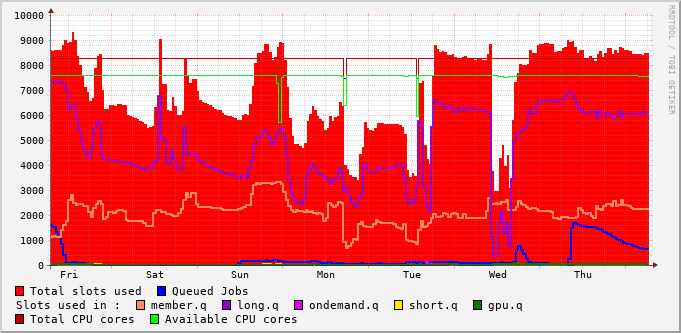 10000
9000
8000
7000
6000
5000
4000
3000
2000
1000
0
Fri Sat Sun Mon Tue Wed Thu
RRDTOOL / TOBI OETIKER
Total slots used Queued Jobs
Slots used in : member.q long.q ondemand.q short.q gpu.q
Total CPU cores Available CPU cores